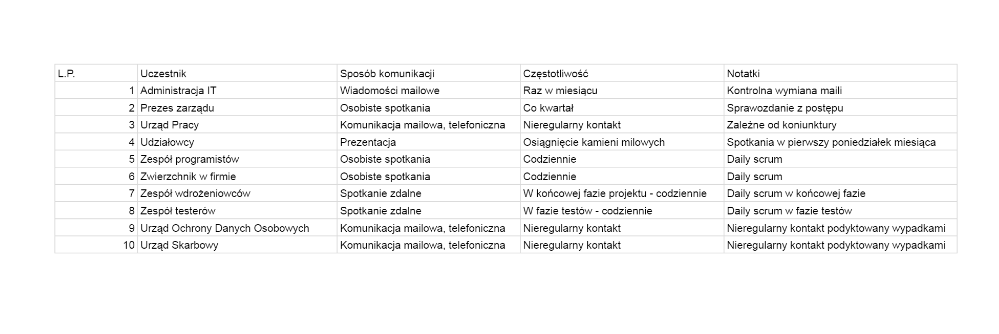 L.P. Uczestnik Sposób komunikacji Częstotliwość Notatki
1 Administracja IT Wiadomości mailowe Raz w miesiącu Kontrolna wymiana maili
2 Prezes zarządu Osobiste spotkania Co kwartał Sprawozdanie z postępu
3 Urząd Pracy Komunikacja mailowa, telefoniczna Nieregularny kontakt Zależne od koniunktury
4 Udziałowcy Prezentacja Osiągnięcie kamieni milowych Spotkania w pierwszy poniedziałek miesiąca
5 Zespół programistów Osobiste spotkania Codziennie Daily scrum
6 Zwierzchnik w firmie Osobiste spotkania Codziennie Daily scrum
7 Zespół wdrożeniowców Spotkanie zdalne W końcowej fazie projektu - codziennie Daily scrum w końcowej fazie
8 Zespół testerów Spotkanie zdalne W fazie testów - codziennie Daily scrum w fazie testów
9 Urząd Ochrony Danych Osobowych Komunikacja mailowa, telefoniczna Nieregularny kontakt Nieregularny kontakt podyktowany wypadkami
10 Urząd Skarbowy Komunikacja mailowa, telefoniczna Nieregularny kontakt Nieregularny kontakt podyktowany wypadkami